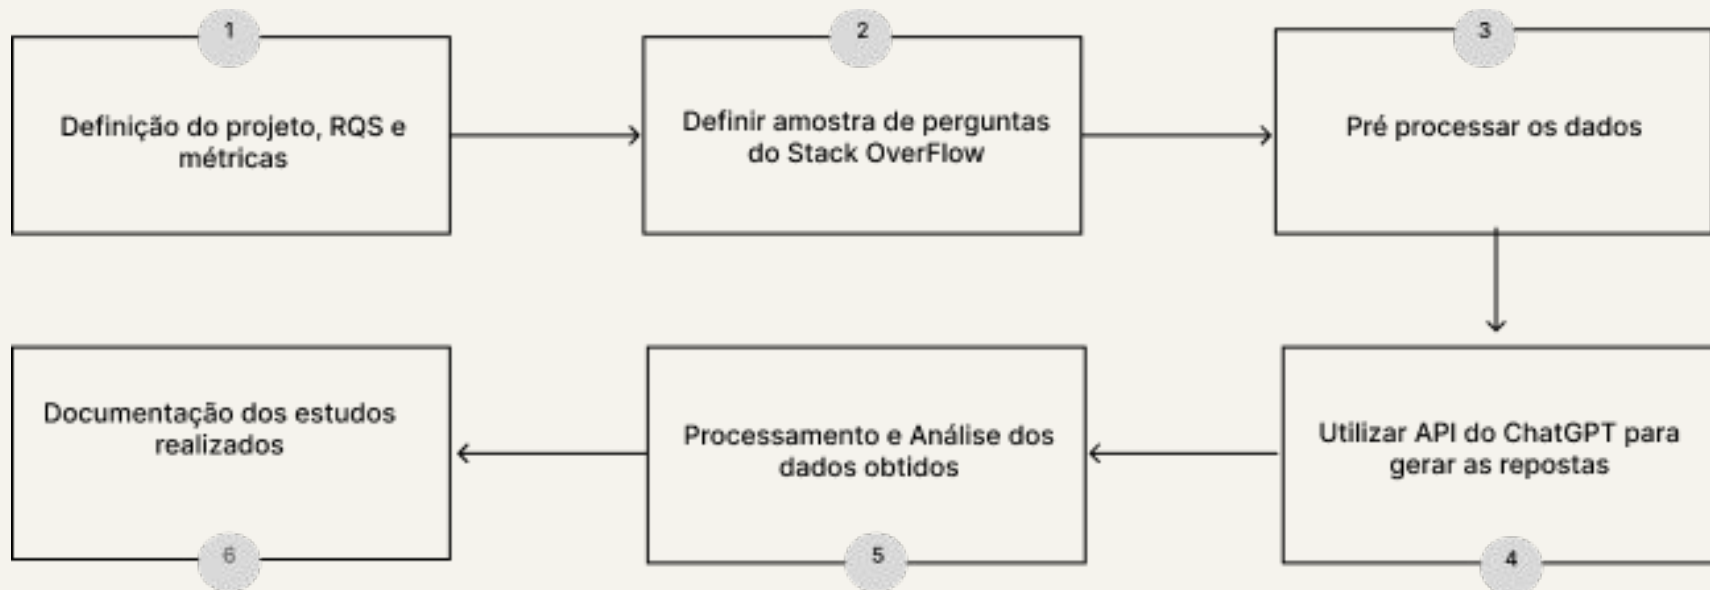 1
Definição do projeto, RQS e
métricas
2
Definir amostra de perguntas
do Stack OverFlow
3
Pré processar os dados
4
Utilizar API do ChatGPT para
gerar as repostas
5
Processamento e Análise dos
dados obtidos
6
Documentação dos estudos
realizados